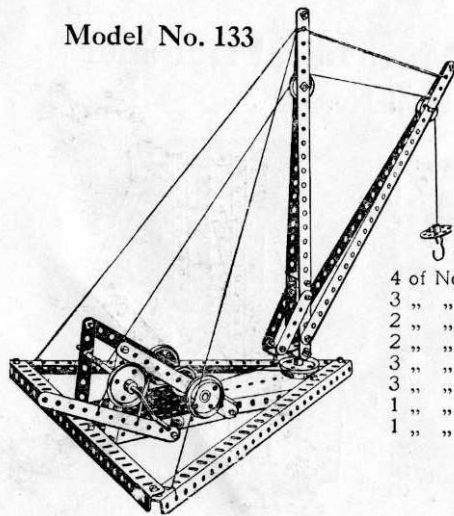 Model No. 133
4 of No
3 „ „
2 „ „
2 „ „
3 „ „
3 „ „
1 „ „
1 „ „